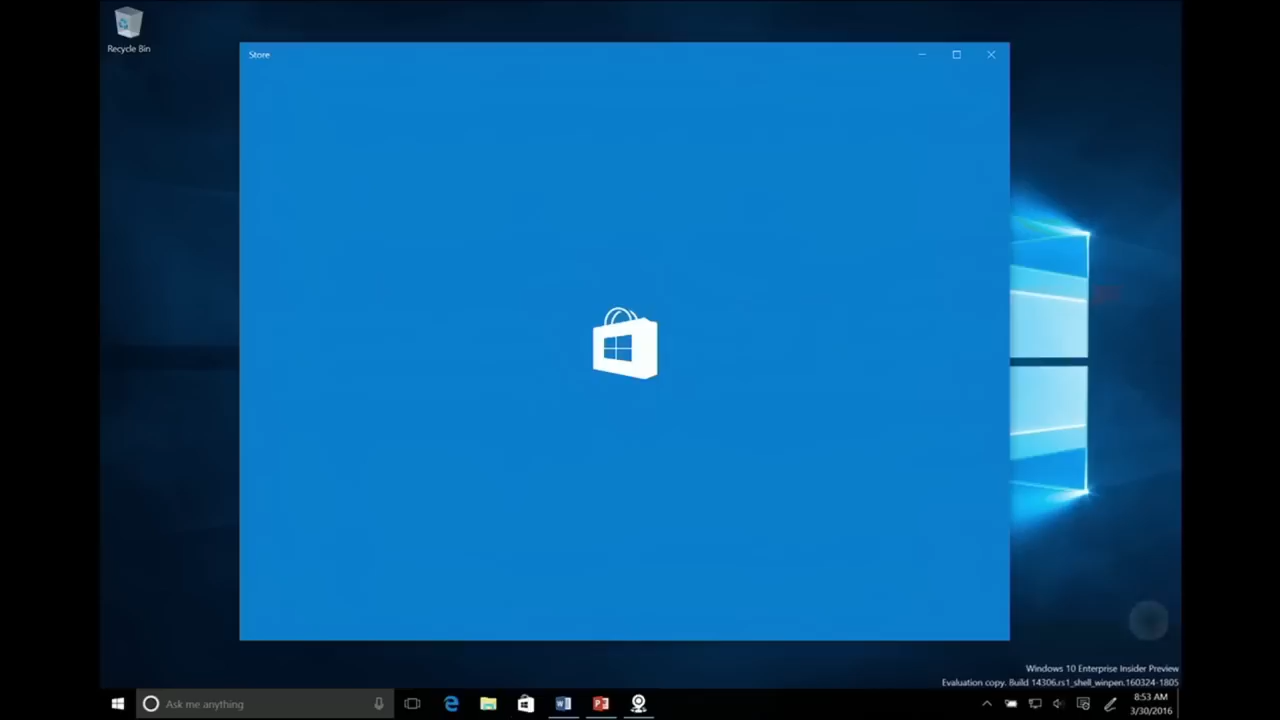 Recycle Bin
Store
Windows 10 Enterprise Insider Preview
Evaluation copy. Build 14306.rs1_shell_winpen.160324-1805
Ask me anything
8:53 AM
3/30/2016